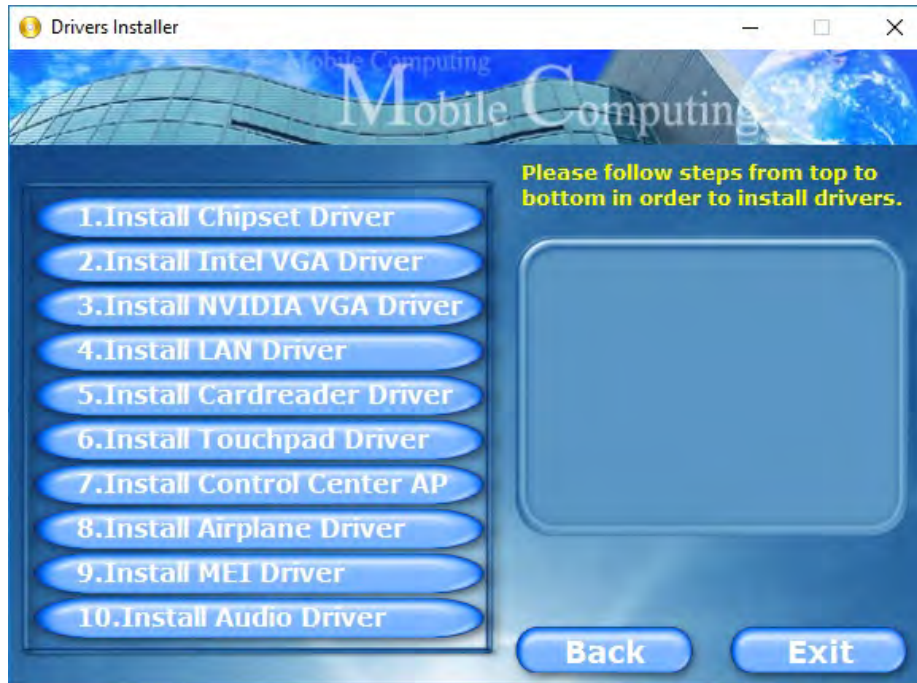 Drivers Installer
Mobile Computing
Mobile Computing
Please follow steps from top to
bottom in order to install drivers.
1.Install Chipset Driver
2.Install Intel VGA Driver
3.Install NVIDIA VGA Driver
4.Install LAN Driver
5.Install Cardreader Driver
6.Install Touchpad Driver
7.Install Control Center AP
8.Install Airplane Driver
9.Install MEI Driver
10.Install Audio Driver
Back
Exit